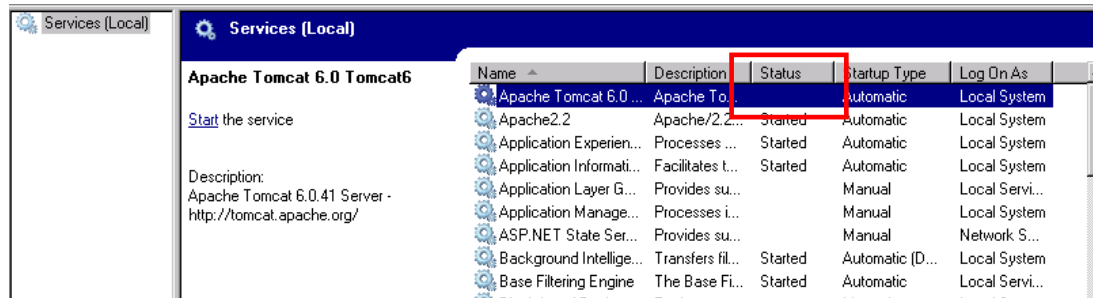 Services (Local)
Services (Local)
Apache Tomcat 6.0 Tomcat6
Start the service
Description:
Apache Tomcat 6.0.41 Server -
http://tomcat.apache.org/
Name Description Status Startup Type Log On As
Apache Tomcat 6.0 ... Apache To... Automatic Local System
Apache2.2 Apache/2.2... Started Automatic Local System
Application Experien... Processes ... Started Automatic Local System
Application Informati... Facilitates t... Started Automatic Local System
Application Layer G... Provides su... Manual Local Servi...
Application Manage... Processes i... Manual Local System
ASP.NET State Ser... Provides su... Manual Network S...
Background Intellige... Transfers fil... Started Automatic (D... Local System
Base Filtering Engine The Base Fi... Started Automatic Local Servi...